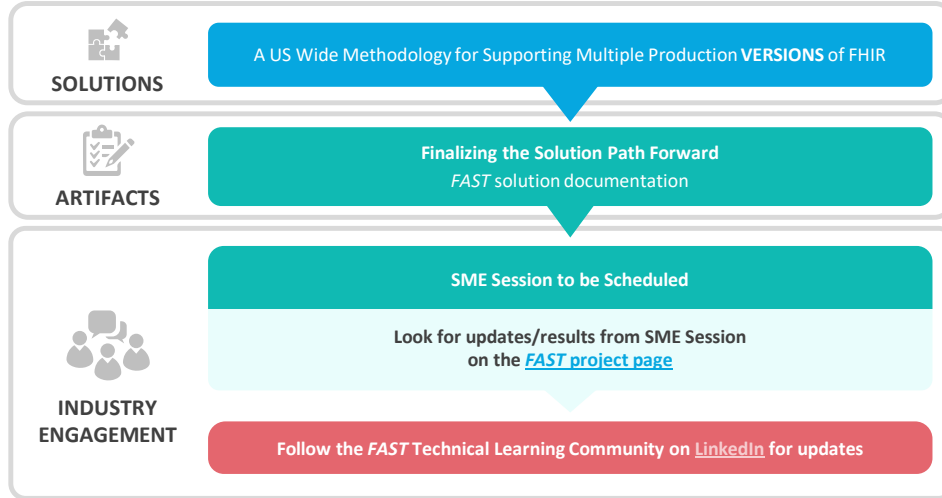 A US Wide Methodology for Supporting Multiple Production VERSIONS of FHIR
SOLUTIONS
Finalizing the Solution Path Forward
FAST solution documentation
ARTIFACTS
SME Session to be Scheduled
Look for updates/results from SME Session
on the FAST project page
INDUSTRY
ENGAGEMENT
Follow the FAST Technical Learning Community on LinkedIn for updates